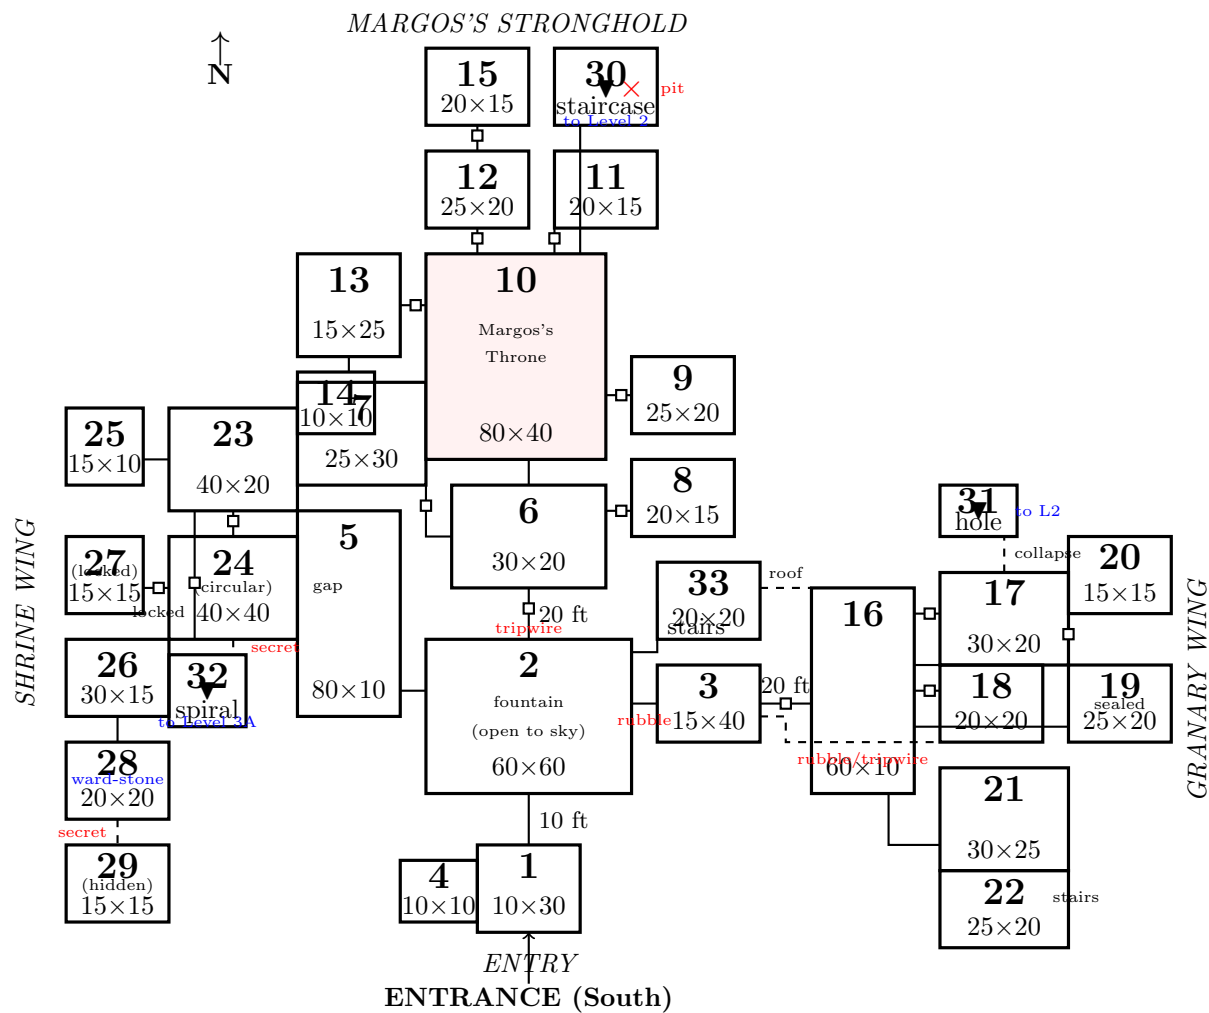 MARGOS'S STRONGHOLD
↑
N
15
20×15
30
staircase
to Level 2
pit
12
25×20
11
20×15
13
15×25
10
Margos's
Throne
80×40
14
10×10
7
25×30
9
25×20
25
15×10
23
40×20
8
20×15
6
30×20
5
gap
80×10
31
hole
to L2
collapse
20
15×15
27
(locked)
15×15
locked
24
(circular)
40×40
secret
SHRINE WING
GRANARY WING
20 ft
tripwire
33
20×20
stairs
roof
16
60×10
17
30×20
26
30×15
32
spiral
to Level 3A
2
fountain
(open to sky)
60×60
3
15×40
rubble
20 ft
rubble/tripwire
18
20×20
19
sealed
25×20
28
ward-stone
20×20
secret
29
(hidden)
15×15
10 ft
4
10×10
1
10×30
21
30×25
22
25×20
stairs
ENTRY
ENTRANCE (South)